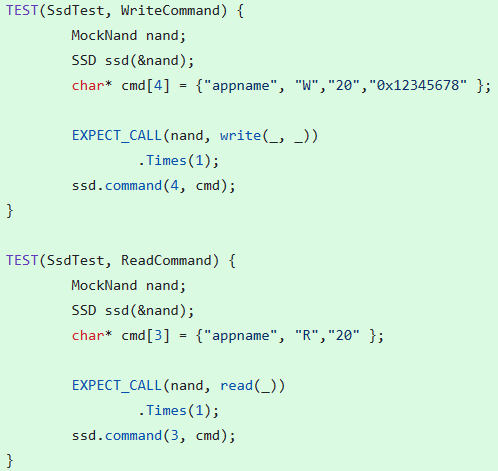 TEST(SsdTest, WriteCommand) {
        MockNand nand;
        SSD ssd(&nand);
        char* cmd[4] = {"appname", "W","20","0x12345678" };

        EXPECT_CALL(nand, write(_, _))
                .Times(1);
        ssd.command(4, cmd);
}

TEST(SsdTest, ReadCommand) {
        MockNand nand;
        SSD ssd(&nand);
        char* cmd[3] = {"appname", "R","20" };

        EXPECT_CALL(nand, read(_))
                .Times(1);
        ssd.command(3, cmd);
}